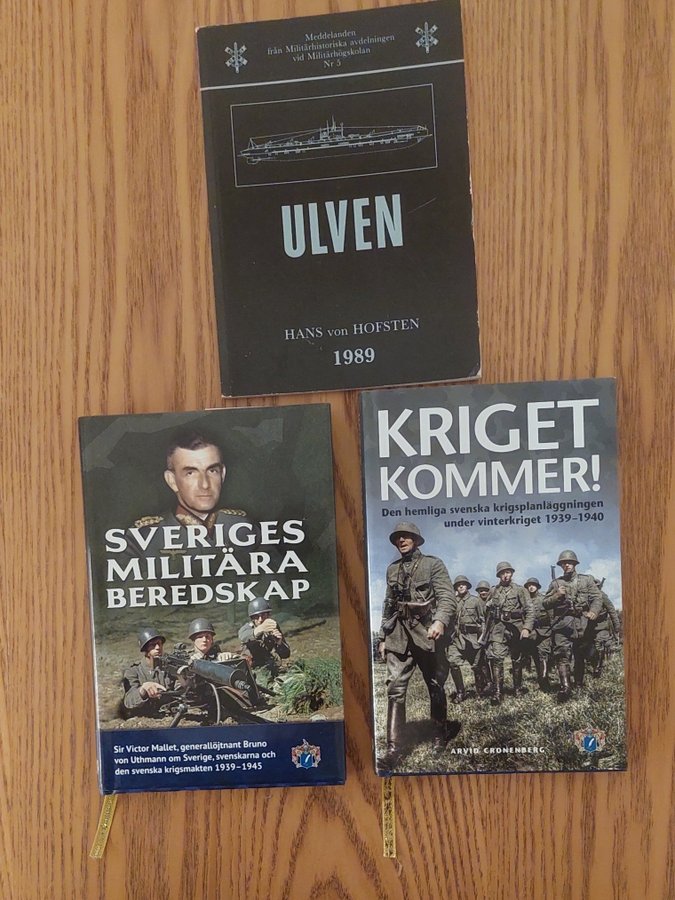 Meddelanden
från Militärhistoriska avdelningen
vid Militärhögskolan
Nr 5
ULVEN
HANS von HOFSTEN
1989
SVERIGES
MILITÄRA
BEREDSKAP
Sir Victor Mallet, generallöjtnant Bruno
von Uthmann om Sverige, svenskarna och
den svenska krigsmakten 1939–1945
KRIGET
KOMMER!
Den hemliga svenska krigsplanläggningen
under vinterkriget 1939–1940
ARVID CRONENBERG